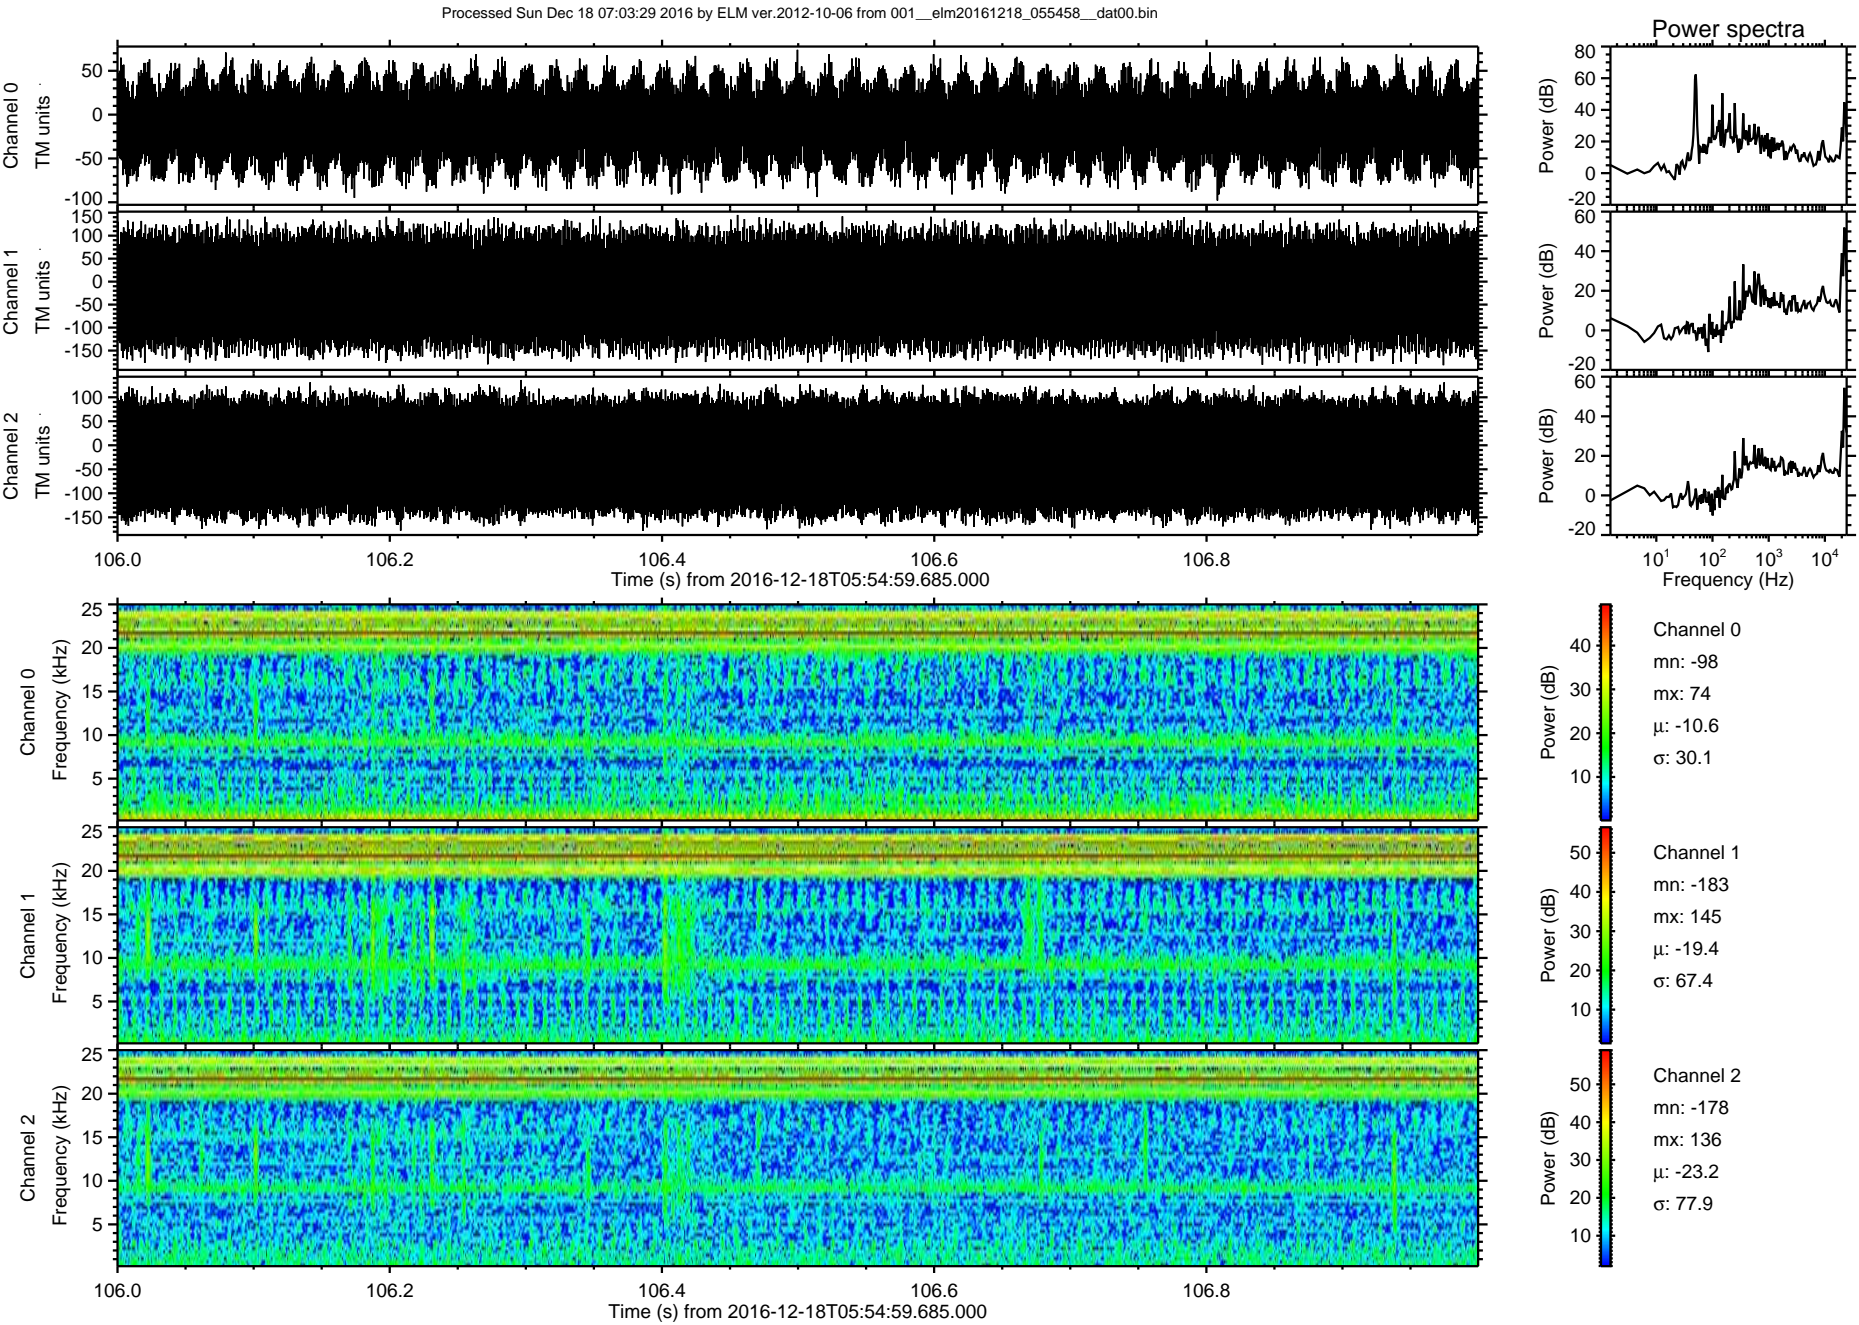 Processed Sun Dec 18 07:03:29 2016 by ELM ver.2012-10-06 from 001__elm20161218_055458__dat00.bin
Power spectra
Channel 0
TM units
50
0
-50
-100
Power (dB)
80
60
40
20
0
-20
Channel 1
TM units
150
100
50
0
-50
-100
-150
Power (dB)
60
40
20
0
-20
Channel 2
TM units
100
50
0
-50
-100
-150
Power (dB)
60
40
20
0
-20
106.0 106.2 106.4 106.6 106.8
Time (s) from 2016-12-18T05:54:59.685.000
10^1 10^2 10^3 10^4
Frequency (Hz)
Channel 0
Frequency (kHz)
25
20
15
10
5
Power (dB)
40
30
20
10
Channel 0
mn: -98
mx: 74
μ: -10.6
σ: 30.1
Channel 1
Frequency (kHz)
25
20
15
10
5
Power (dB)
50
40
30
20
10
Channel 1
mn: -183
mx: 145
μ: -19.4
σ: 67.4
Channel 2
Frequency (kHz)
25
20
15
10
5
Power (dB)
50
40
30
20
10
Channel 2
mn: -178
mx: 136
μ: -23.2
σ: 77.9
106.0 106.2 106.4 106.6 106.8
Time (s) from 2016-12-18T05:54:59.685.000